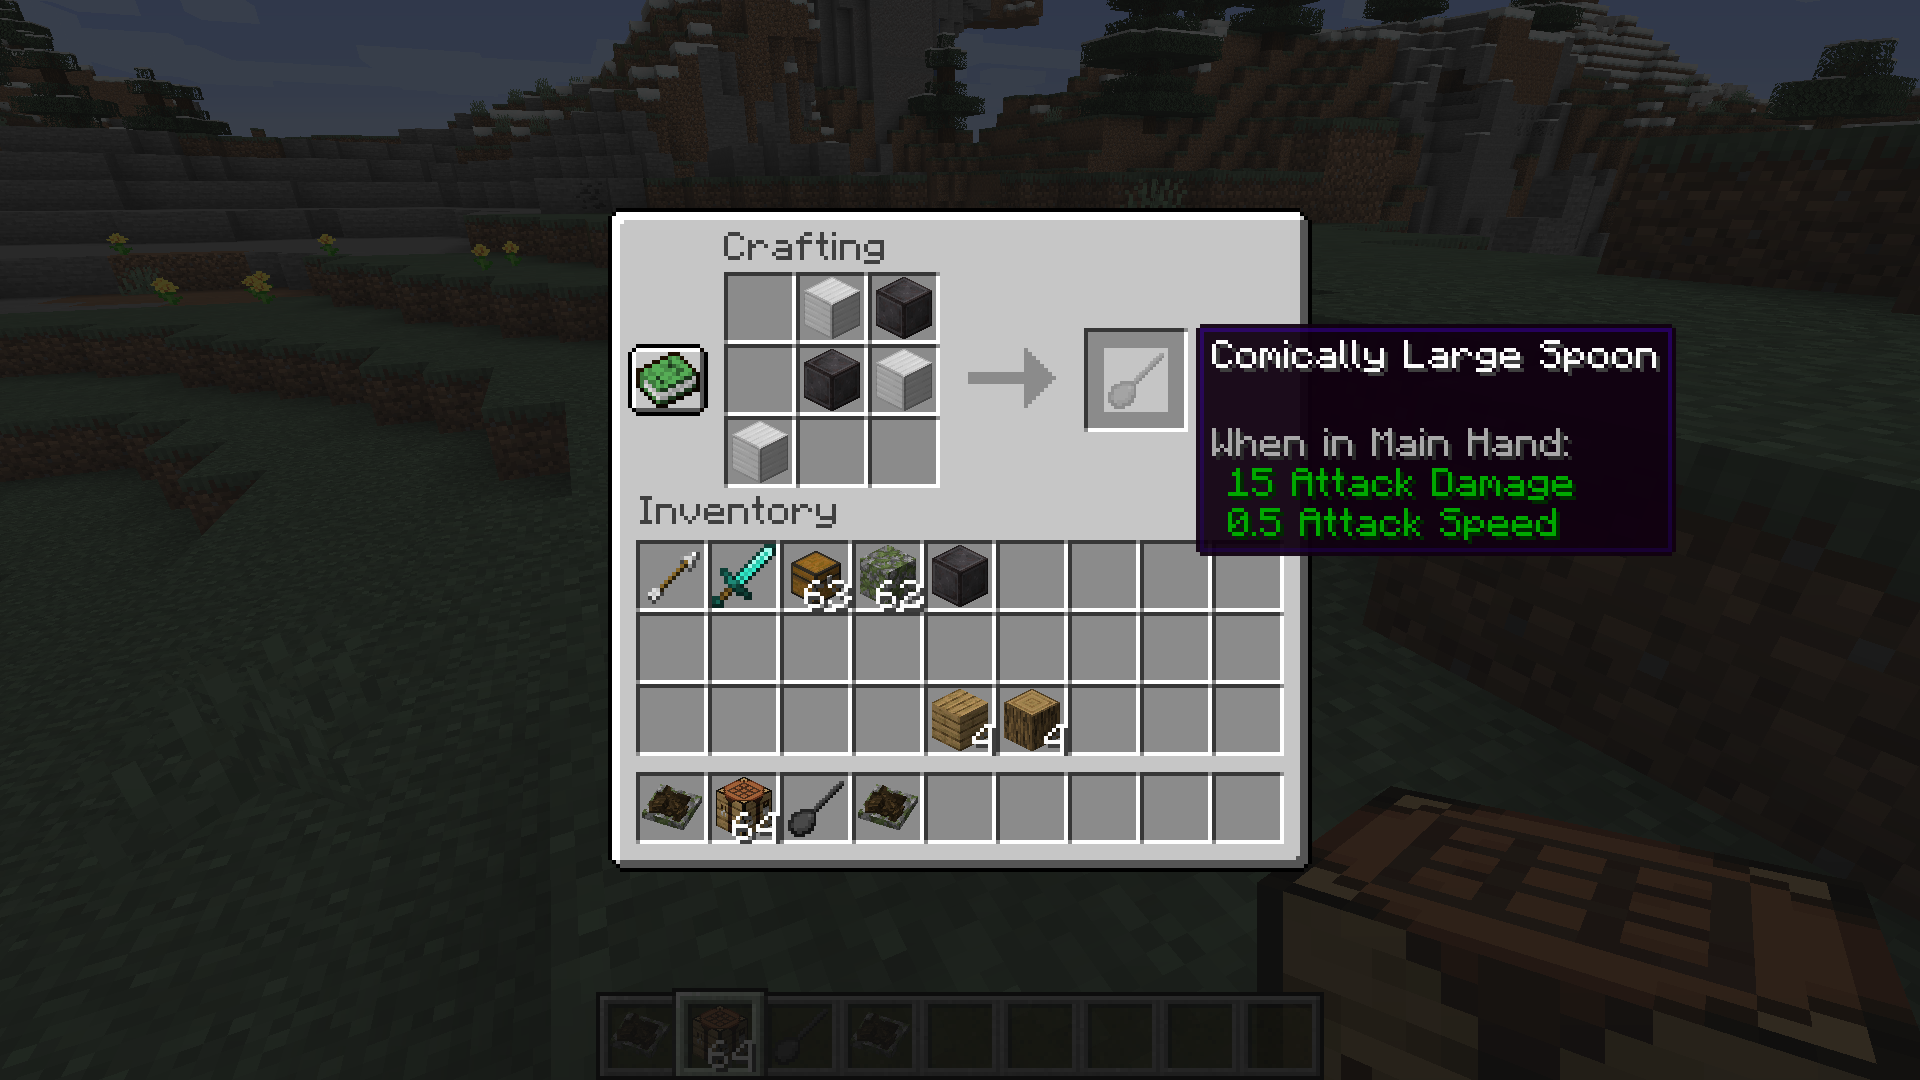 Crafting
Comically Large Spoon
When in Main Hand:
15 Attack Damage
0.5 Attack Speed
Inventory
63
62
4
4
64
64